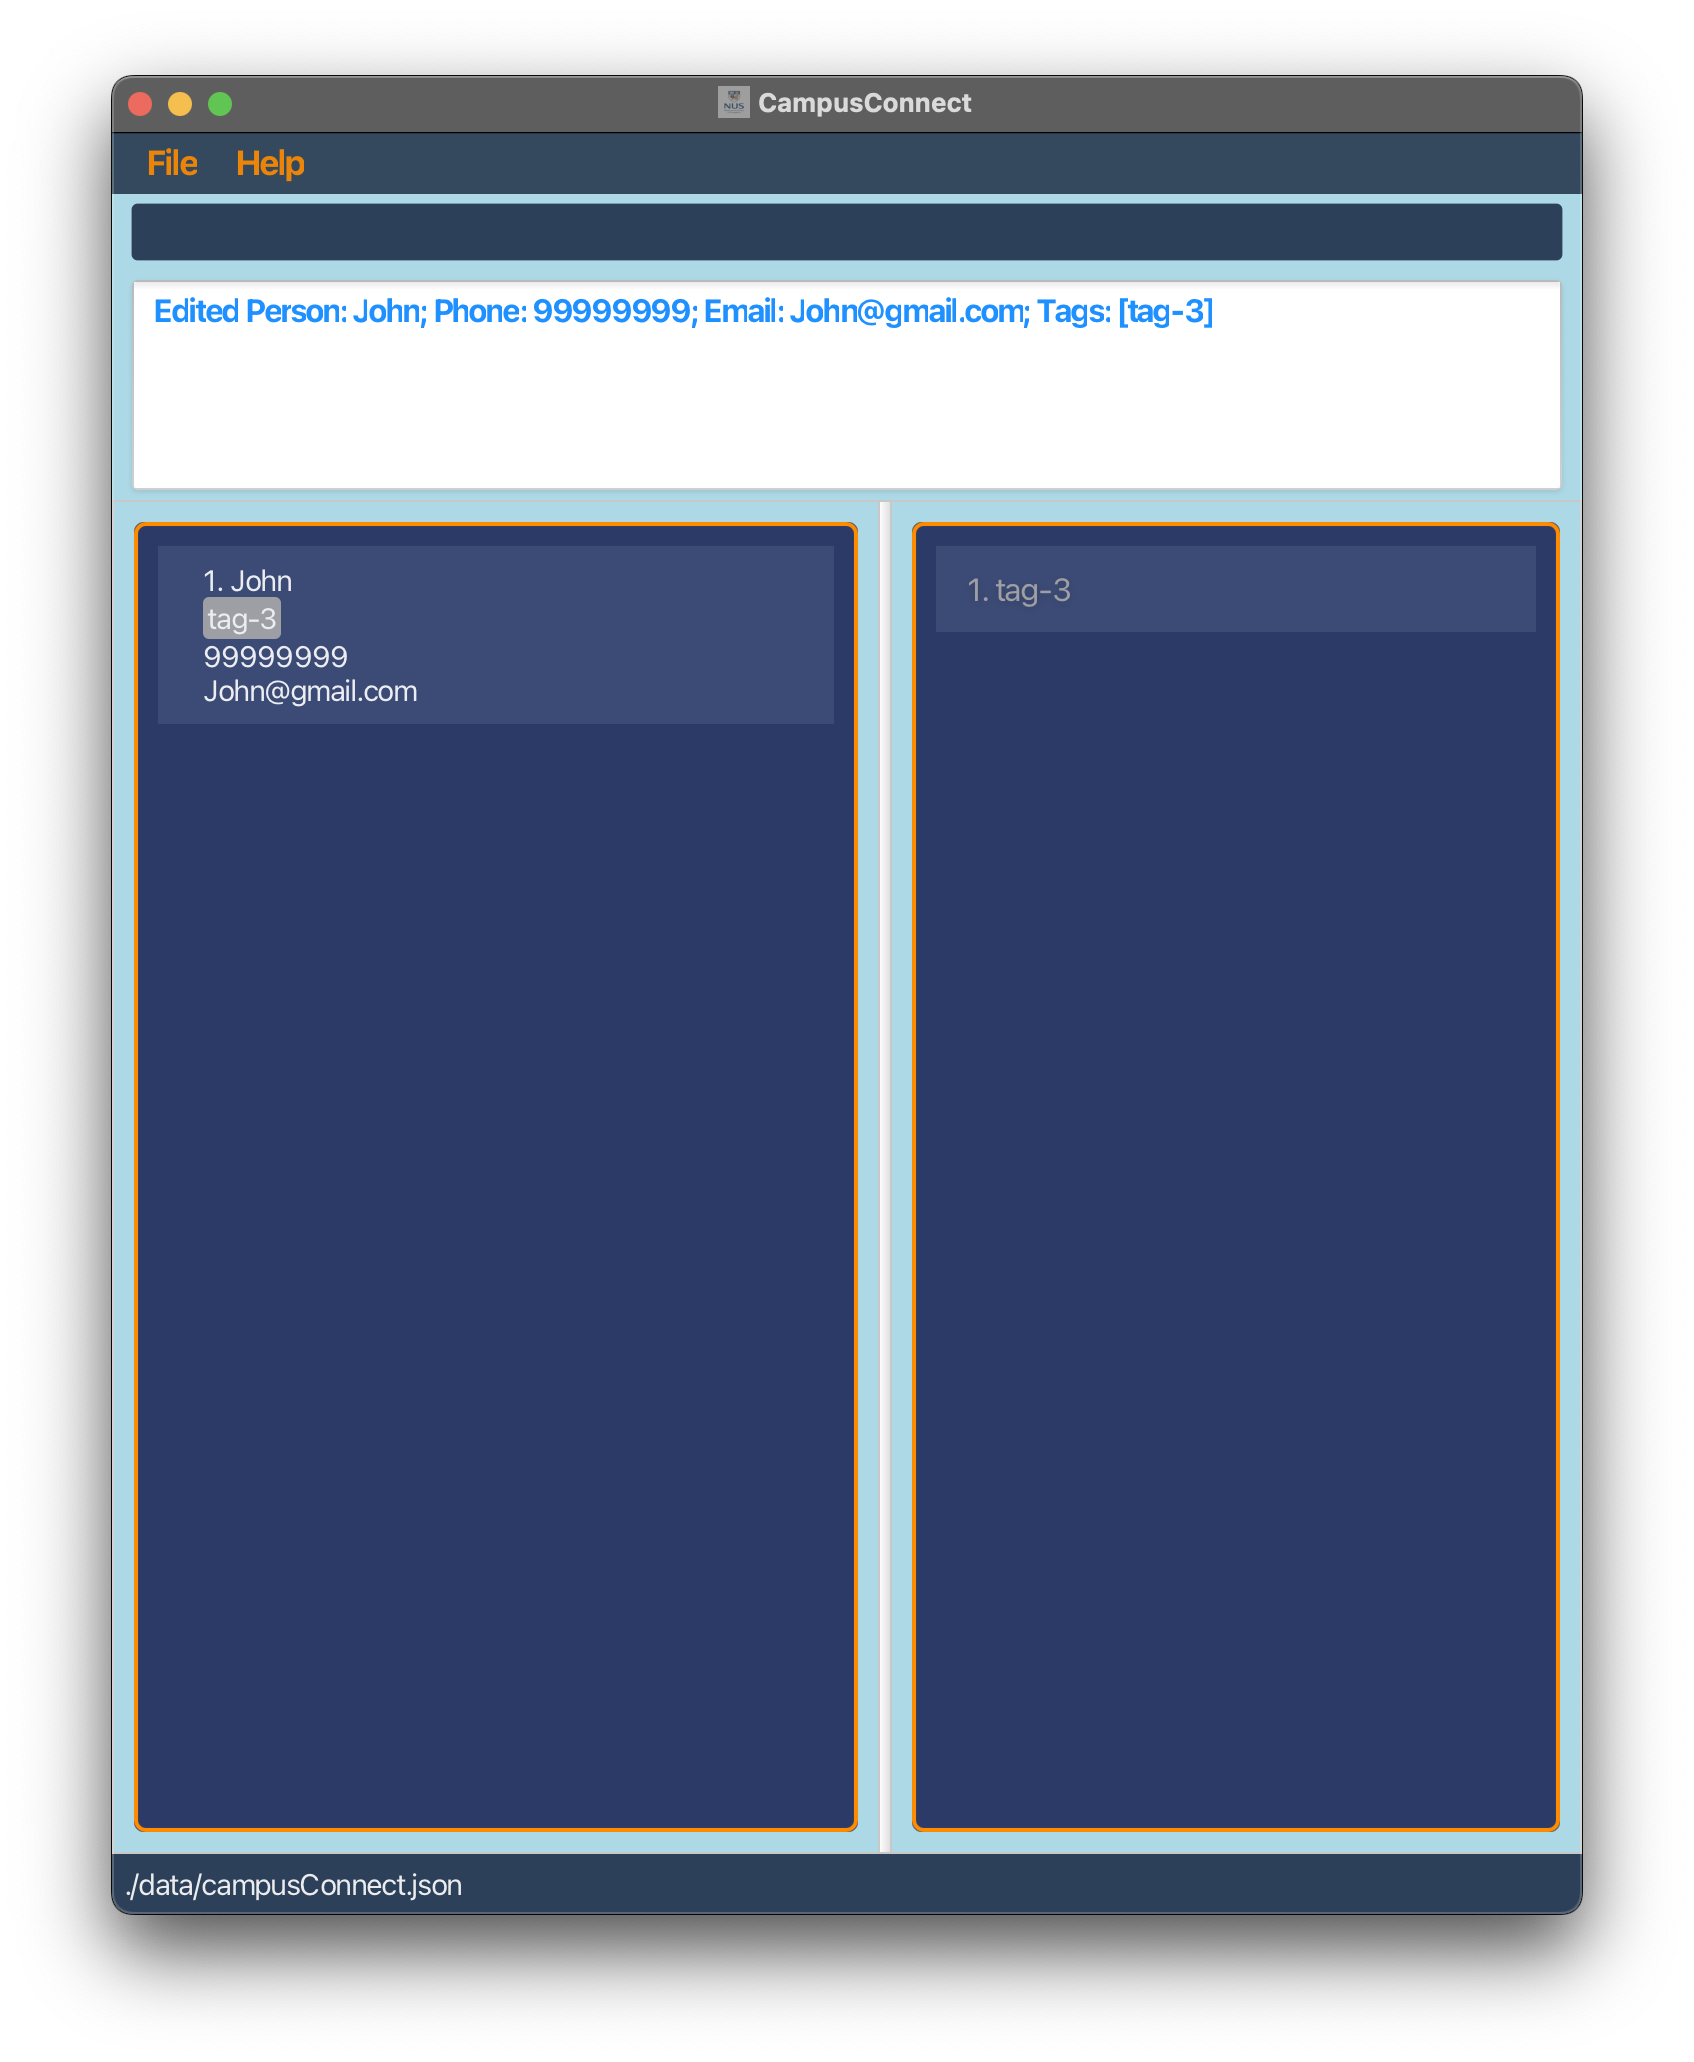 NUS
CampusConnect
File Help
Edited Person: John; Phone: 99999999; Email: John@gmail.com; Tags: [tag-3]
1. John
tag-3
99999999
John@gmail.com
1. tag-3
./data/campusConnect.json